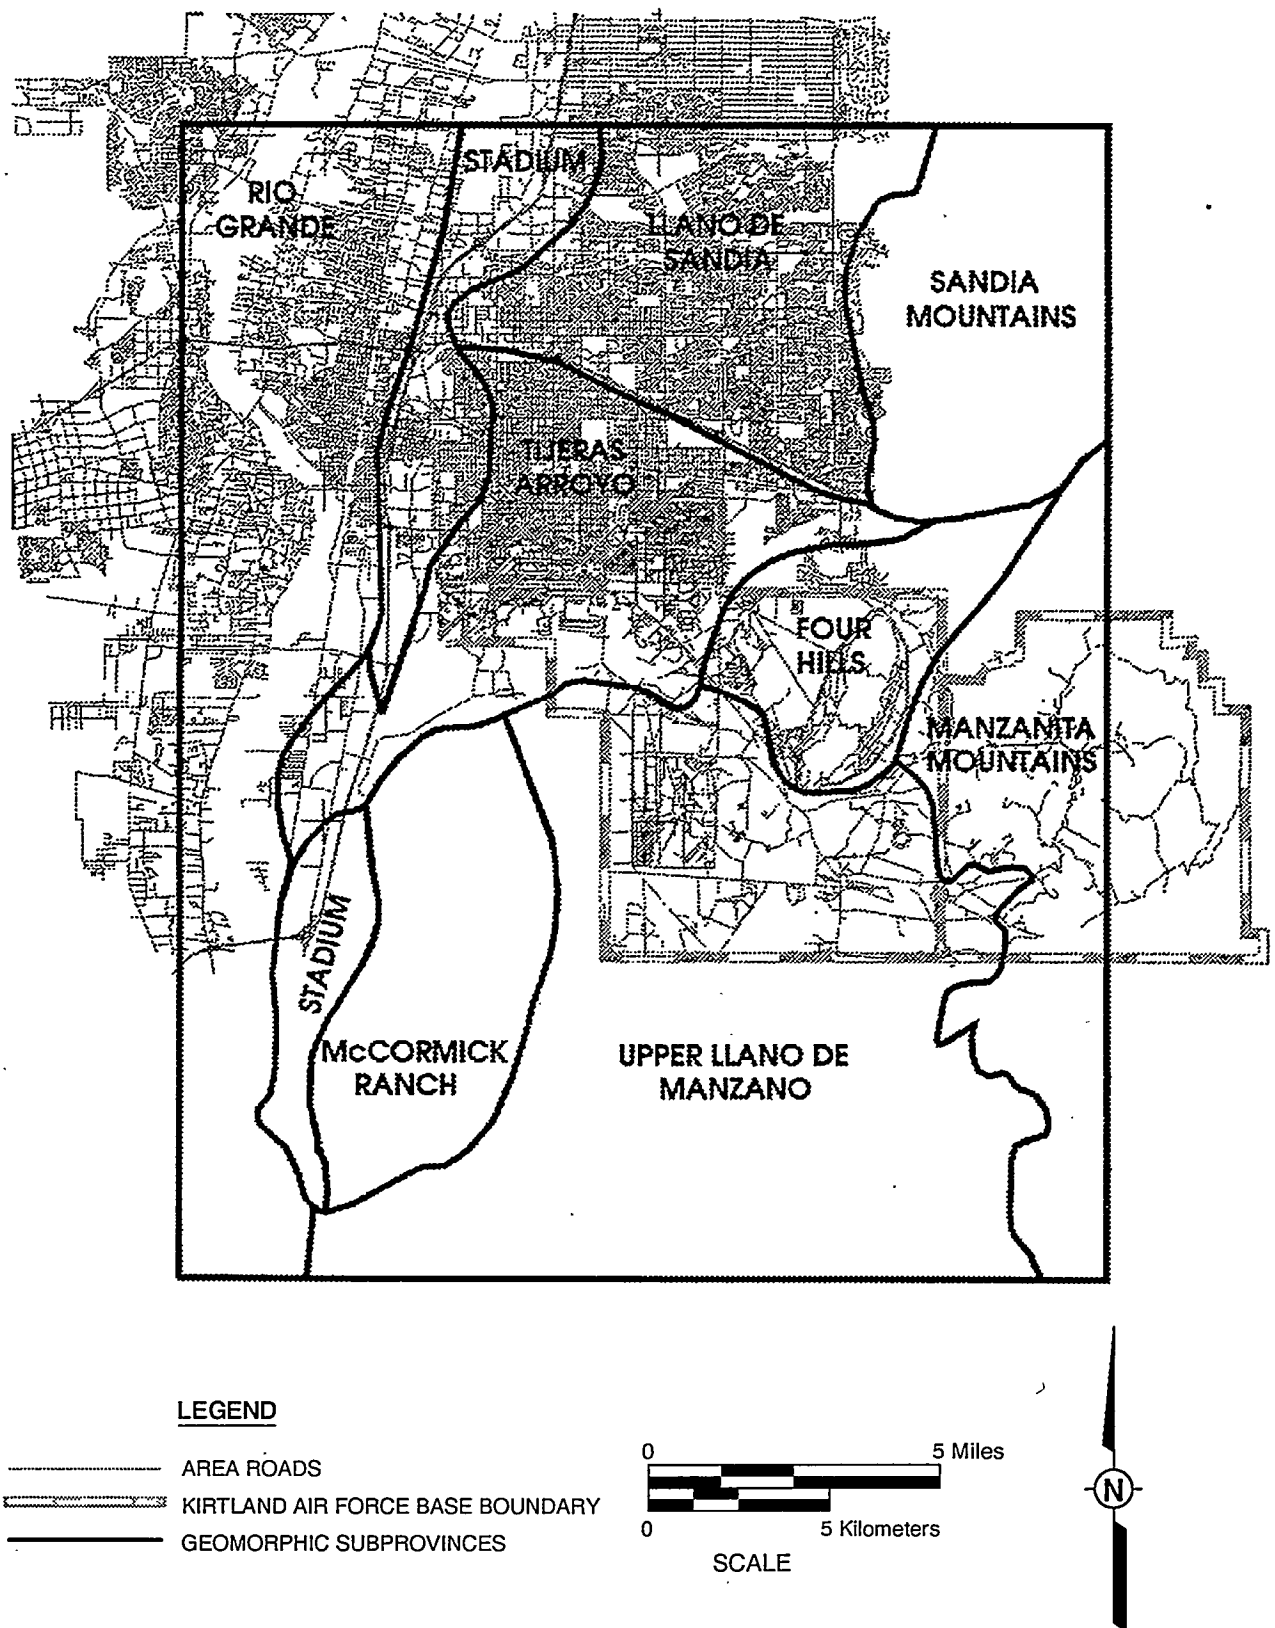 STADIUM
RIO
GRANDE
LLANO DE
SANDIA
SANDIA
MOUNTAINS
TIJERAS
ARROYO
FOUR
HILLS
MANZANITA
MOUNTAINS
STADIUM
McCORMICK
RANCH
UPPER LLANO DE
MANZANO
LEGEND
AREA ROADS
KIRTLAND AIR FORCE BASE BOUNDARY
GEOMORPHIC SUBPROVINCES
0 5 Miles
0 5 Kilometers
SCALE
N